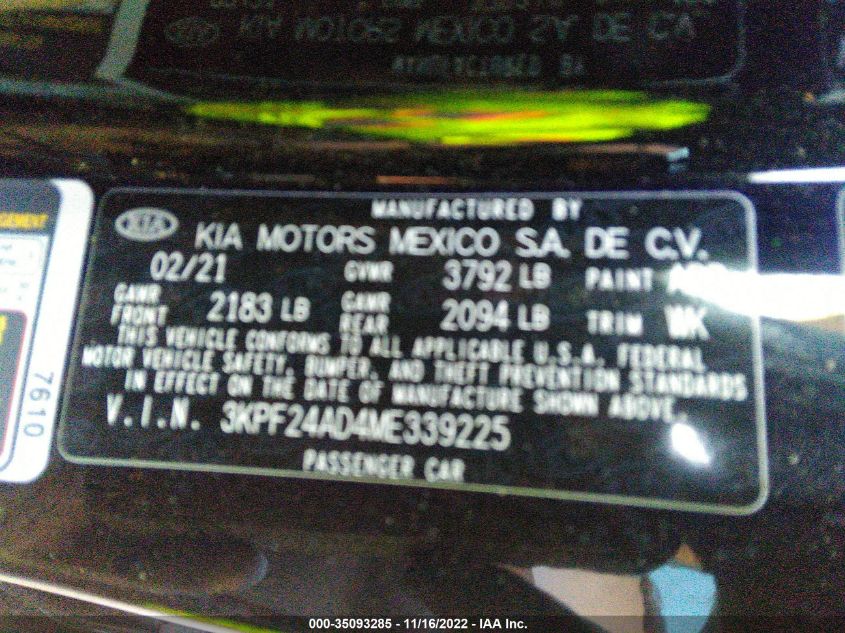 MANUFACTURED BY
KIA KIA MOTORS MEXICO S.A. DE C.V.
02/21 GVWR 3792 LB PAINT
GAWR FRONT 2183 LB GAWR REAR 2094 LB TRIM WK
THIS VEHICLE CONFORMS TO ALL APPLICABLE U.S.A. FEDERAL
MOTOR VEHICLE SAFETY, BUMPER, AND THEFT PREVENTION STANDARDS
IN EFFECT ON THE DATE OF MANUFACTURE SHOWN ABOVE.
V.I.N. 3KPF24AD4ME339225
PASSENGER CAR
7610
000-35093285 - 11/16/2022 - IAA Inc.